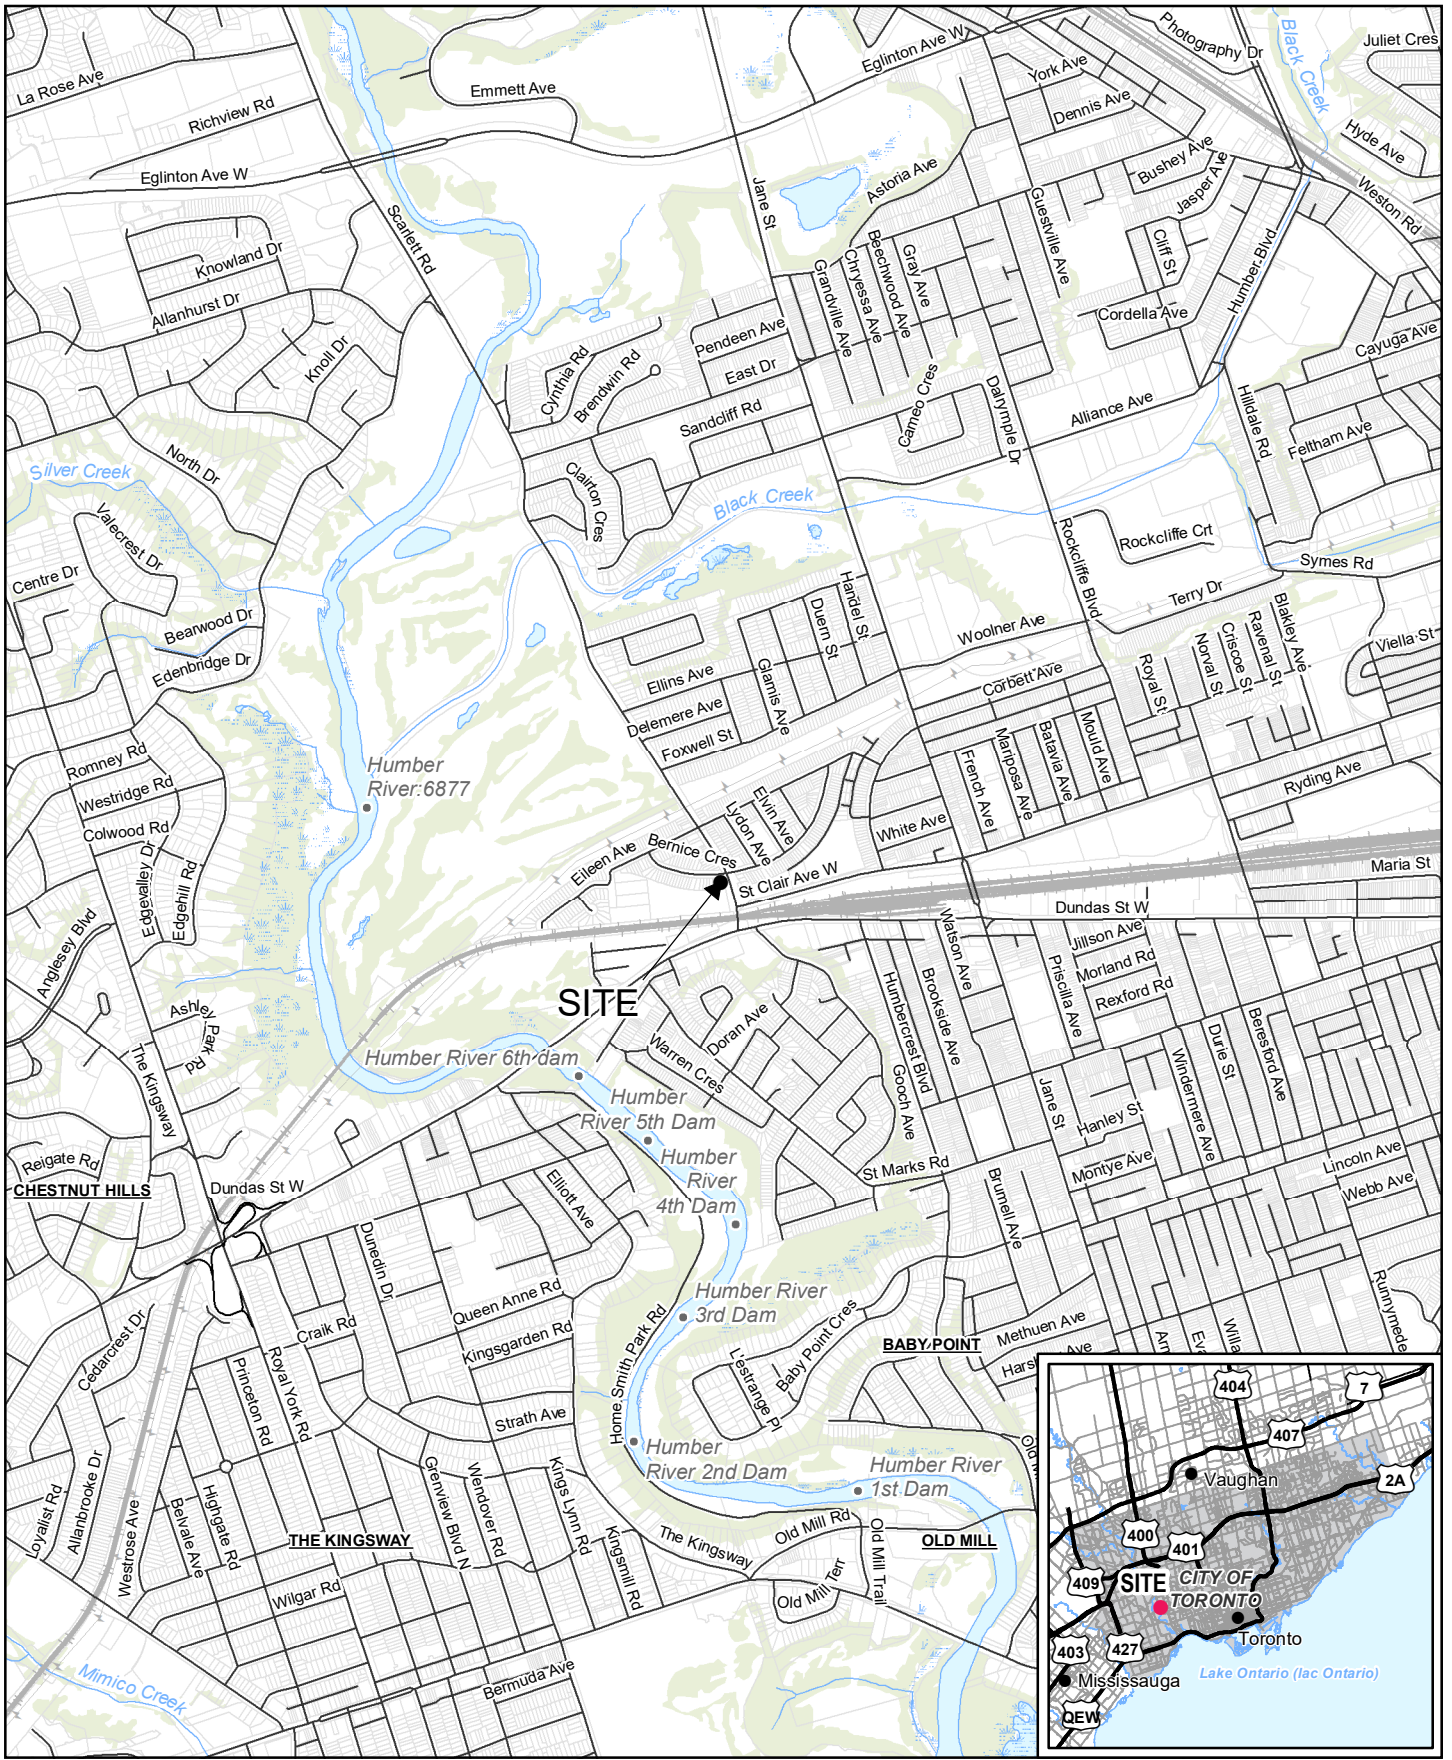 Photography Dr
Black Creek
Juliet Cres
Eglinton Ave W
La Rose Ave
York Ave
Emmett Ave
Dennis Ave
Richview Rd
Hyde Ave
Bushey Ave
Jasper Ave
Eglinton Ave W
Astoria Ave
Weston Rd
Jane St
Scarlett Rd
Guestville Ave
Humber Blvd
Cliff St
Knowland Dr
Beechwood Ave
Gray Ave
Chryessa Ave
Grandville Ave
Allanhurst Dr
Cordella Ave
Cayuga Ave
Knoll Dr
Pendeen Ave
Cynthia Rd
Brendwin Rd
East Dr
Cameo Cres
Dalrymple Dr
Alliance Ave
Hilldale Rd
Sandcliff Rd
Feltham Ave
North Dr
Silver Creek
Clairton Cres
Black Creek
Valecrest Dr
Rockcliffe Blvd
Rockcliffe Crt
Symes Rd
Centre Dr
Handel St
Duern St
Terry Dr
Bearwood Dr
Woolner Ave
Blakley Ave
Ravenal St
Criscoe St
Norval St
Viella St
Edenbridge Dr
Ellins Ave
Glamis Ave
Corbett Ave
Royal St
Delemere Ave
Foxwell St
Mould Ave
Batavia Ave
Mariposa Ave
French Ave
Romney Rd
Humber
River:6877
Westridge Rd
Ryding Ave
Colwood Rd
Elvin Ave
Lydon Ave
White Ave
Edgevalley Dr
Edgehill Rd
Eileen Ave
Bernice Cres
St Clair Ave W
Maria St
Dundas St W
Anglesey Blvd
Watson Ave
Jillson Ave
Morland Rd
Rexford Rd
Priscilla Ave
Brookside Ave
Humbercrest Blvd
SITE
Ashley Park Rd
Doran Ave
Warren Cres
Beresford Ave
Durie St
Windermere Ave
The Kingsway
Humber River 6th dam
Gooch Ave
Jane St
Humber
River 5th Dam
Hanley St
Reigate Rd
Humber
River
4th Dam
St Marks Rd
Montye Ave
Lincoln Ave
Webb Ave
CHESTNUT HILLS
Dundas St W
Elliott Ave
Brumell Ave
Dunedin Dr
Queen Anne Rd
Humber River
3rd Dam
Runnymede
Cedarcrest Dr
Craik Rd
Kingsgarden Rd
Home Smith Park Rd
Baby Point Cres
L'estrange Pl
BABY POINT
Methuen Ave
Princeton Rd
Royal York Rd
Strath Ave
Humber
River 2nd Dam
Humber River
1st Dam
Allanbrooke Dr
Loyalist Rd
Westrose Ave
Belvale Ave
Highgate Rd
Grenview Blvd N
Wendover Rd
Kings Lynn Rd
Kingsmill Rd
THE KINGSWAY
The Kingsway
Old Mill Rd
Old Mill Trail
Old Mill Terr
OLD MILL
Wilgar Rd
Mimico Creek
Bermuda Ave
404
7
407
Vaughan
2A
400
401
409
SITE
CITY OF
TORONTO
403
427
Toronto
Mississauga
Lake Ontario (lac Ontario)
QEW